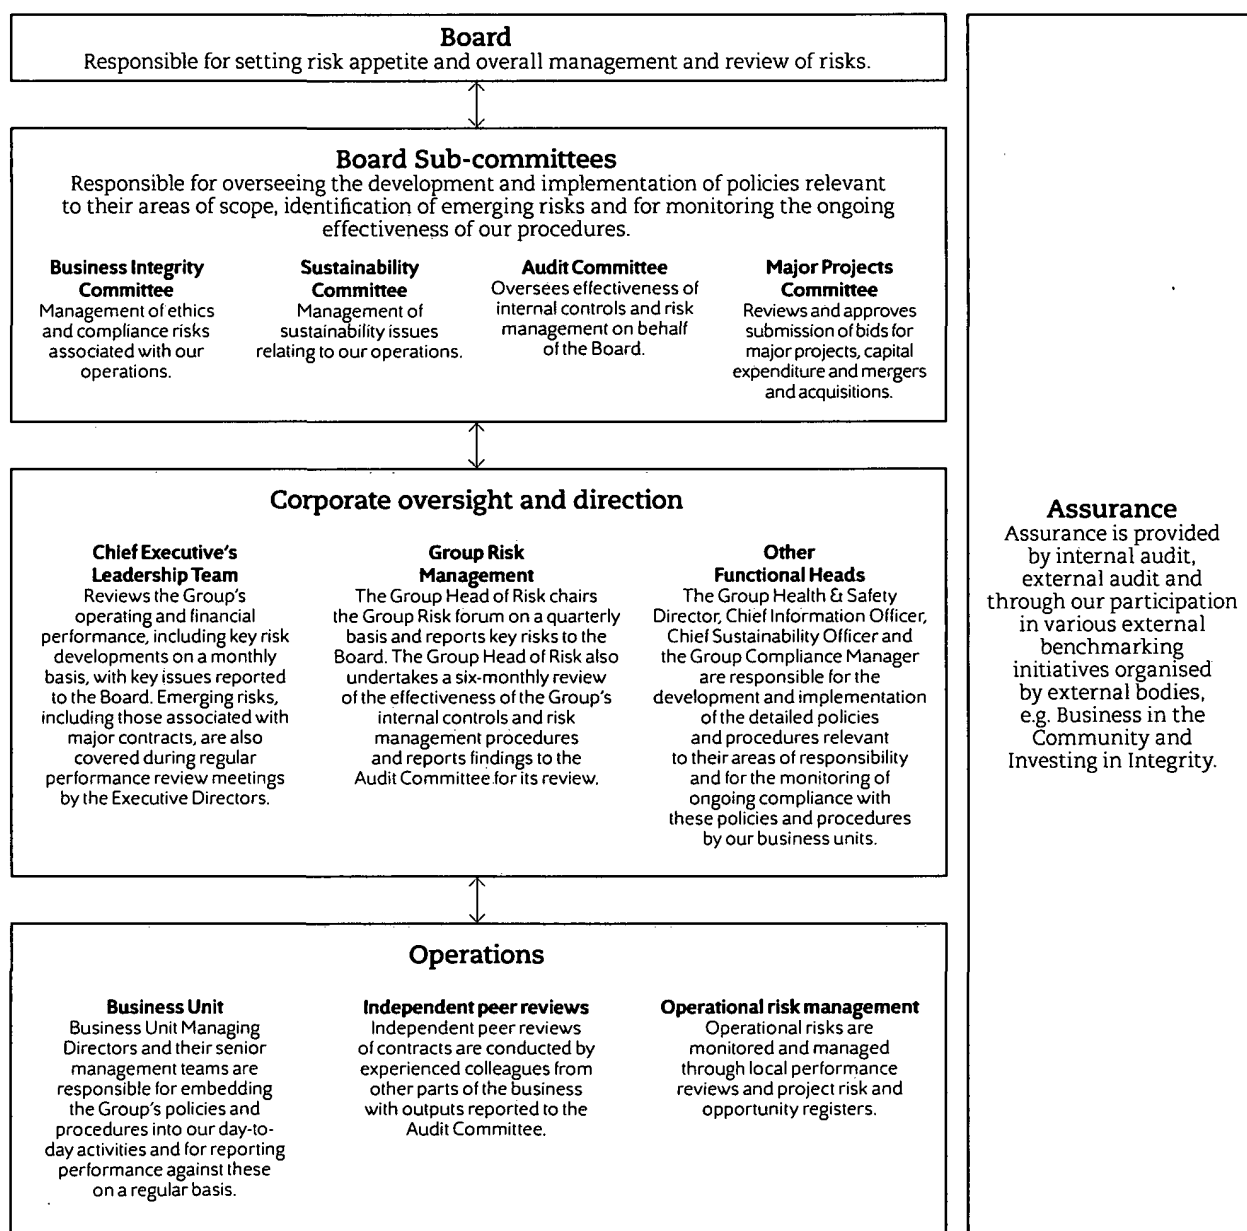 Board
Responsible for setting risk appetite and overall management and review of risks.
Board Sub-committees
Responsible for overseeing the development and implementation of policies relevant
to their areas of scope, identification of emerging risks and for monitoring the ongoing
effectiveness of our procedures.
Business Integrity
Committee
Management of ethics
and compliance risks
associated with our
operations.
Sustainability
Committee
Management of
sustainability issues
relating to our operations.
Audit Committee
Oversees effectiveness of
internal controls and risk
management on behalf
of the Board.
Major Projects
Committee
Reviews and approves
submission of bids for
major projects, capital
expenditure and mergers
and acquisitions.
Corporate oversight and direction
Chief Executive's
Leadership Team
Reviews the Group's
operating and financial
performance, including key risk
developments on a monthly
basis, with key issues reported
to the Board. Emerging risks,
including those associated with
major contracts, are also
covered during regular
performance review meetings
by the Executive Directors.
Group Risk
Management
The Group Head of Risk chairs
the Group Risk forum on a quarterly
basis and reports key risks to the
Board. The Group Head of Risk also
undertakes a six-monthly review
of the effectiveness of the Group's
internal controls and risk
management procedures
and reports findings to the
Audit Committee for its review.
Other
Functional Heads
The Group Health & Safety
Director, Chief Information Officer,
Chief Sustainability Officer and
the Group Compliance Manager
are responsible for the
development and implementation
of the detailed policies
and procedures relevant
to their areas of responsibility
and for the monitoring of
ongoing compliance with
these policies and procedures
by our business units.
Operations
Business Unit
Business Unit Managing
Directors and their senior
management teams are
responsible for embedding
the Group's policies and
procedures into our day-to-
day activities and for reporting
performance against these
on a regular basis.
Independent peer reviews
Independent peer reviews
of contracts are conducted by
experienced colleagues from
other parts of the business
with outputs reported to the
Audit Committee.
Operational risk management
Operational risks are
monitored and managed
through local performance
reviews and project risk and
opportunity registers.
Assurance
Assurance is provided
by internal audit,
external audit and
through our participation
in various external
benchmarking
initiatives organised
by external bodies,
e.g. Business in the
Community and
Investing in Integrity.